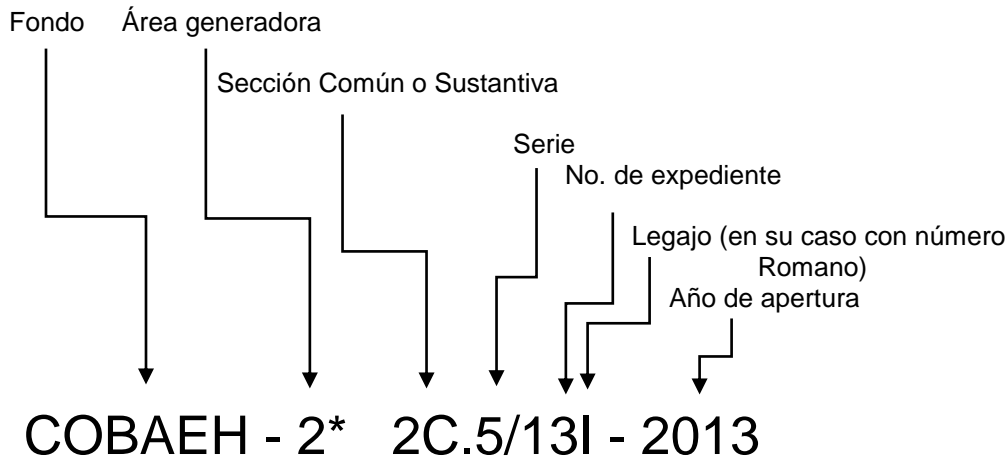 Fondo Área generadora
Sección Común o Sustantiva
Serie
No. de expediente
Legajo (en su caso con número
Romano)
Año de apertura
COBAEH - 2* 2C.5/13I - 2013